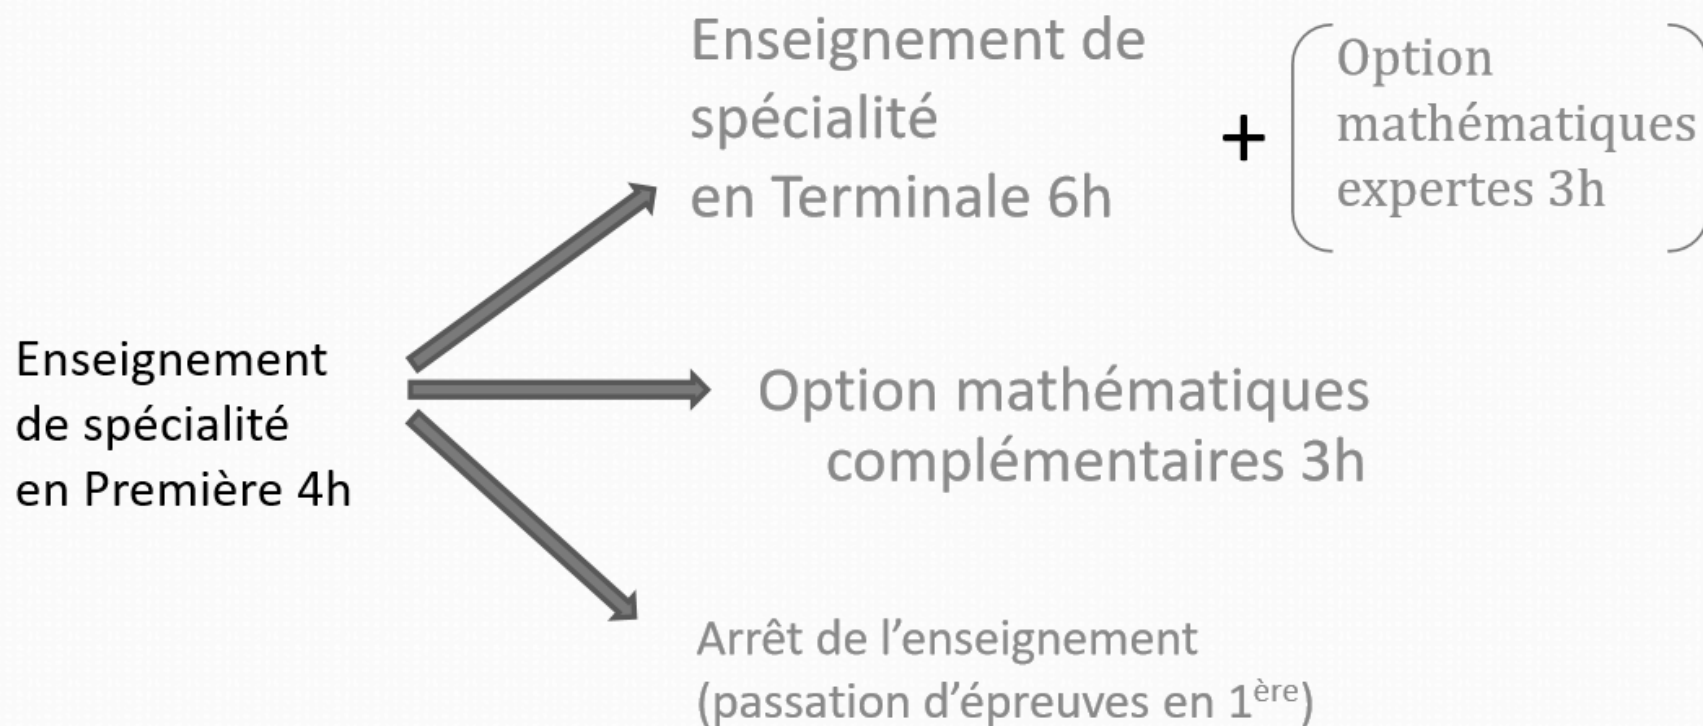 Enseignement de
spécialité
en Terminale 6h
+
Option
mathématiques
expertes 3h
Enseignement
de spécialité
en Première 4h
Option mathématiques
complémentaires 3h
Arrêt de l’enseignement
(passation d’épreuves en 1ère)